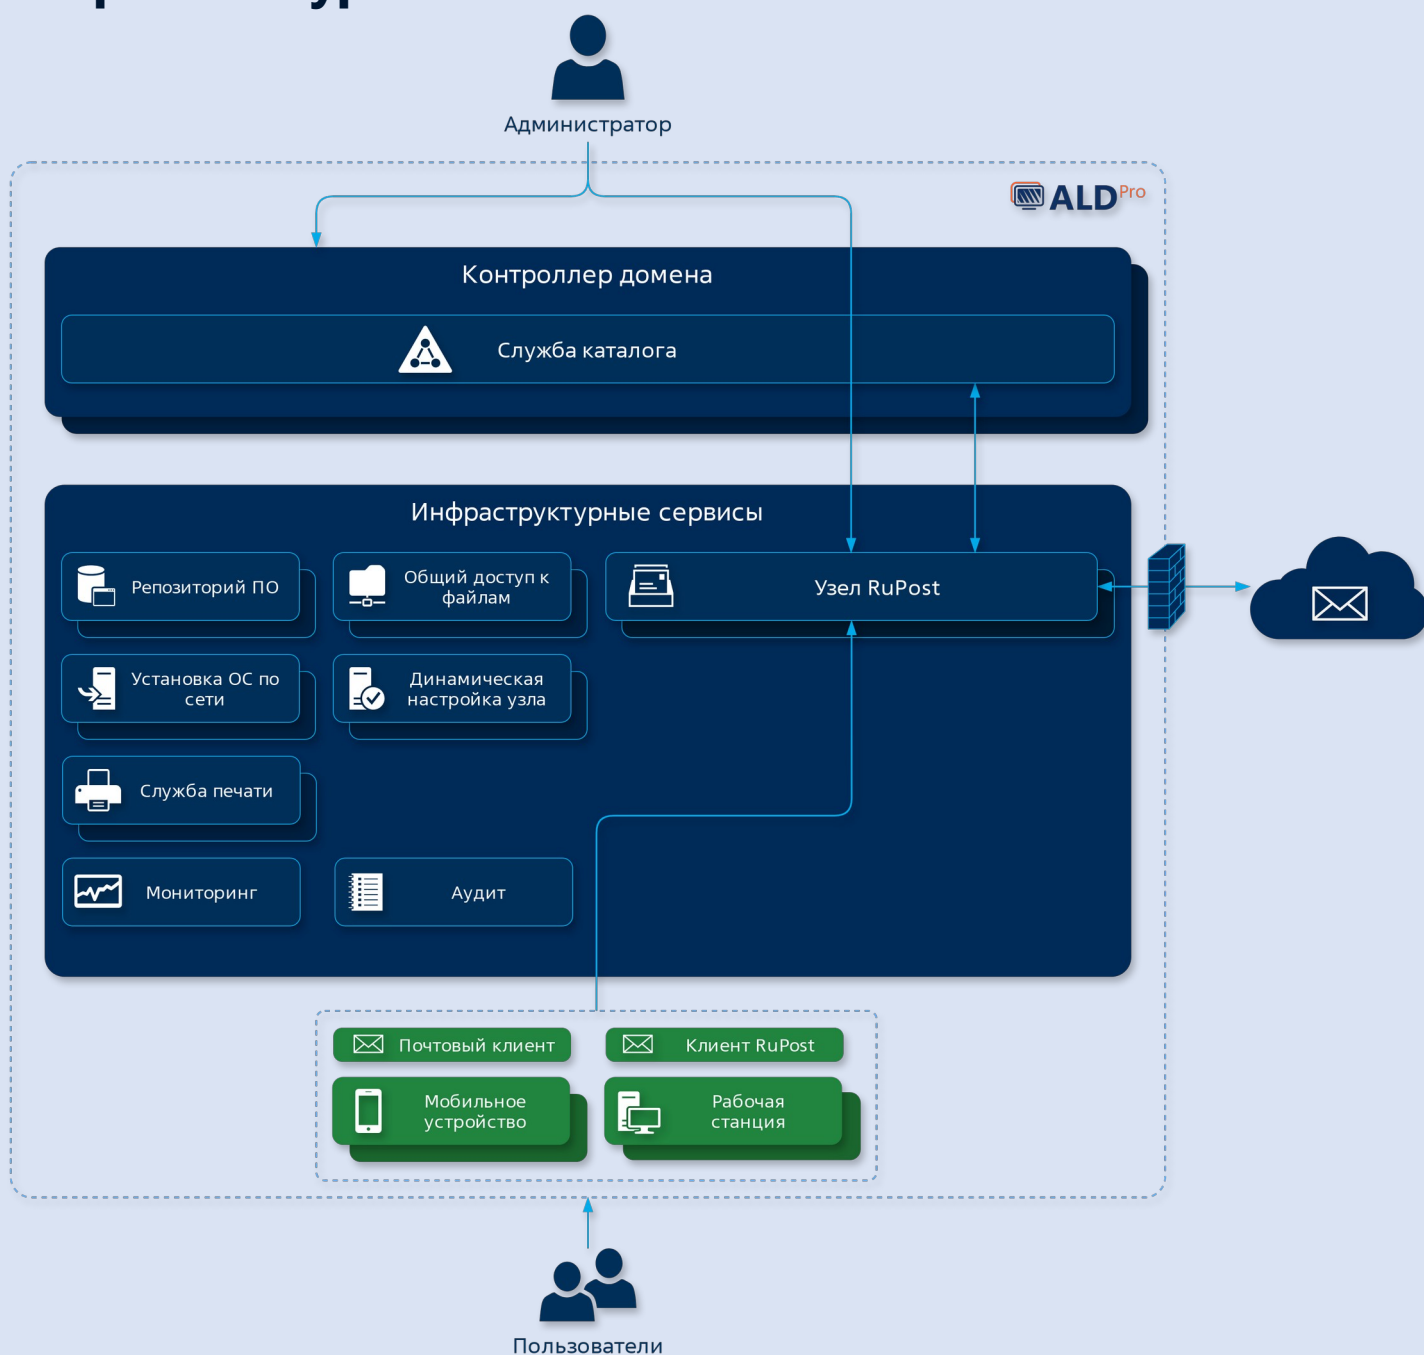 Администратор
ALD Pro
Контроллер домена
Служба каталога
Инфраструктурные сервисы
Репозиторий ПО
Общий доступ к
файлам
Узел RuPost
Установка ОС по
сети
Динамическая
настройка узла
Служба печати
Мониторинг
Аудит
Почтовый клиент
Клиент RuPost
Мобильное
устройство
Рабочая
станция
Пользователи